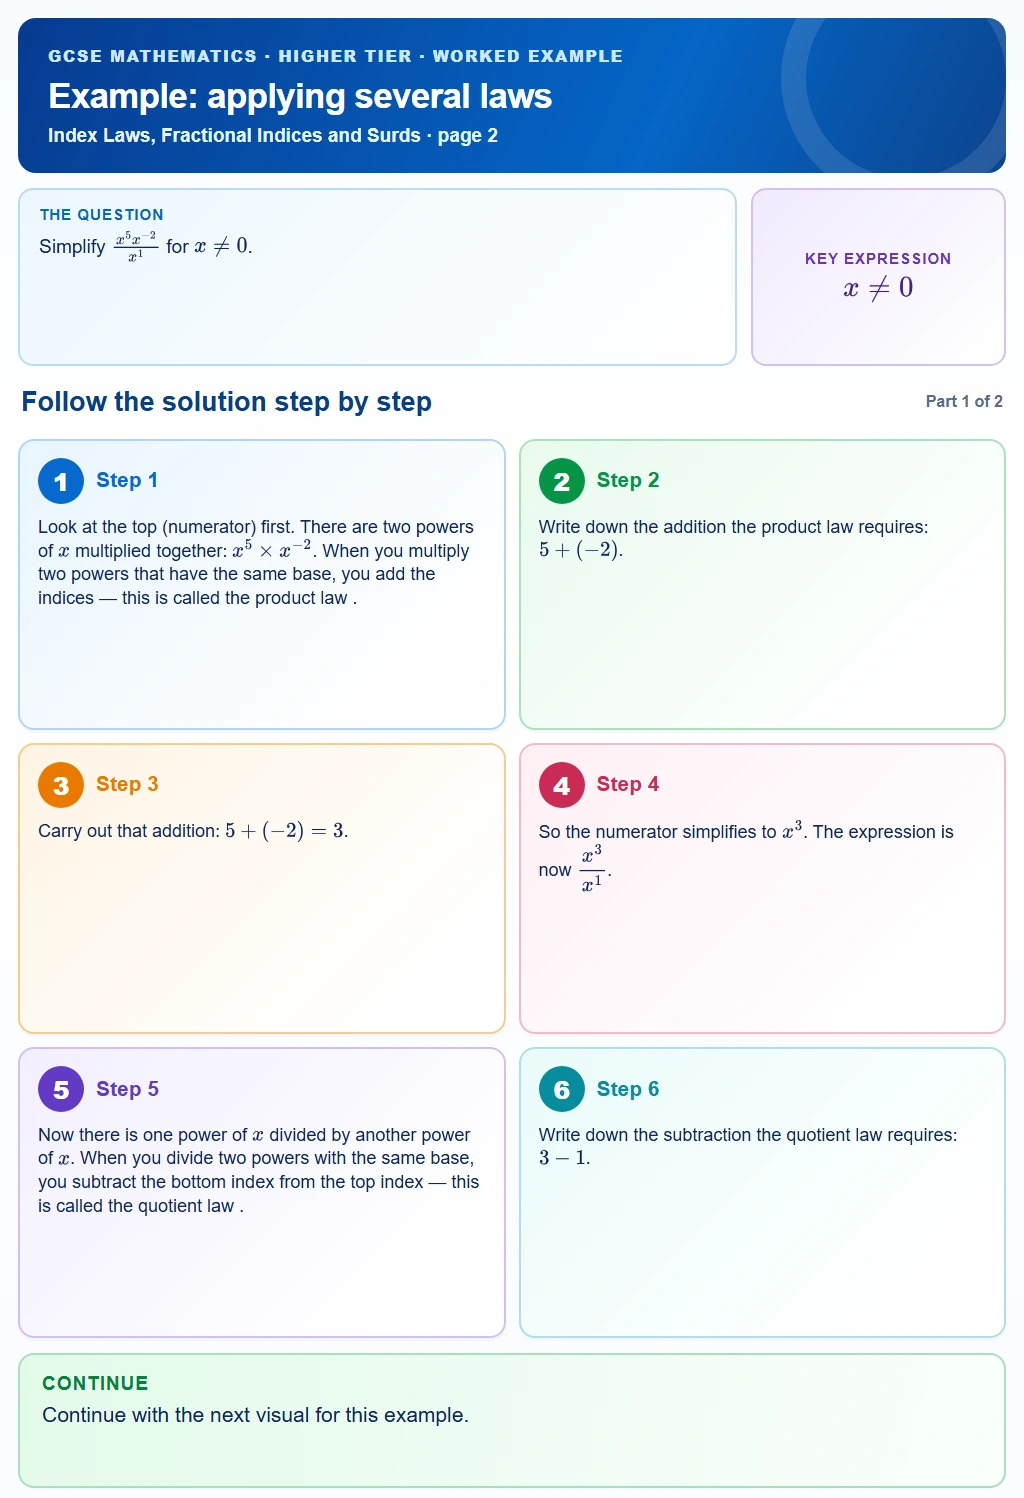 GCSE MATHEMATICS · HIGHER TIER · WORKED EXAMPLE
Example: applying several laws
Index Laws, Fractional Indices and Surds · page 2
THE QUESTION
Simplify $\frac{x^5x^{-2}}{x^1}$ for $x \neq 0$.
KEY EXPRESSION
$x \neq 0$
Follow the solution step by step
Part 1 of 2
1 Step 1
Look at the top (numerator) first. There are two powers
of $x$ multiplied together: $x^5 \times x^{-2}$. When you multiply
two powers that have the same base, you add the
indices — this is called the product law .
2 Step 2
Write down the addition the product law requires:
$5 + (-2)$.
3 Step 3
Carry out that addition: $5 + (-2) = 3$.
4 Step 4
So the numerator simplifies to $x^3$. The expression is
now $\frac{x^3}{x^1}$.
5 Step 5
Now there is one power of $x$ divided by another power
of $x$. When you divide two powers with the same base,
you subtract the bottom index from the top index — this
is called the quotient law .
6 Step 6
Write down the subtraction the quotient law requires:
$3 - 1$.
CONTINUE
Continue with the next visual for this example.